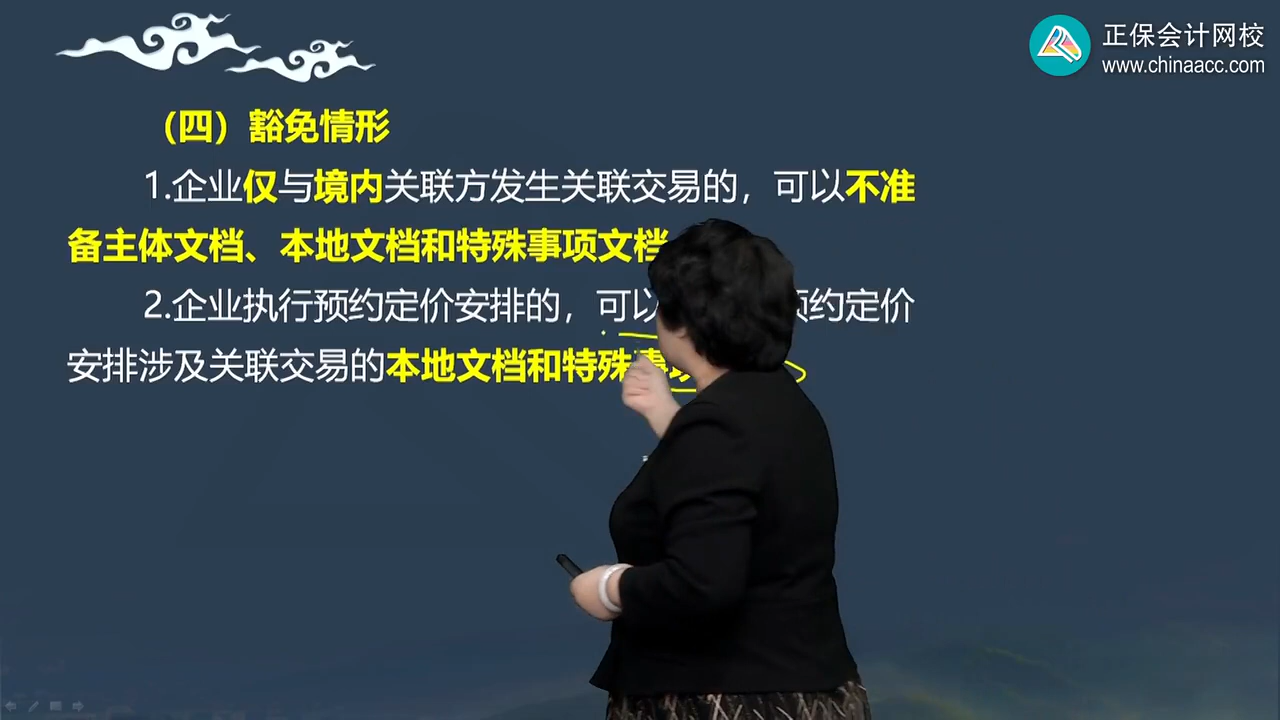 正保会计网校
www.chinaacc.com
（四）豁免情形
1.企业仅与境内关联方发生关联交易的，可以不准
备主体文档、本地文档和特殊事项文档
2.企业执行预约定价安排的，可以 约定价
安排涉及关联交易的本地文档和特殊事